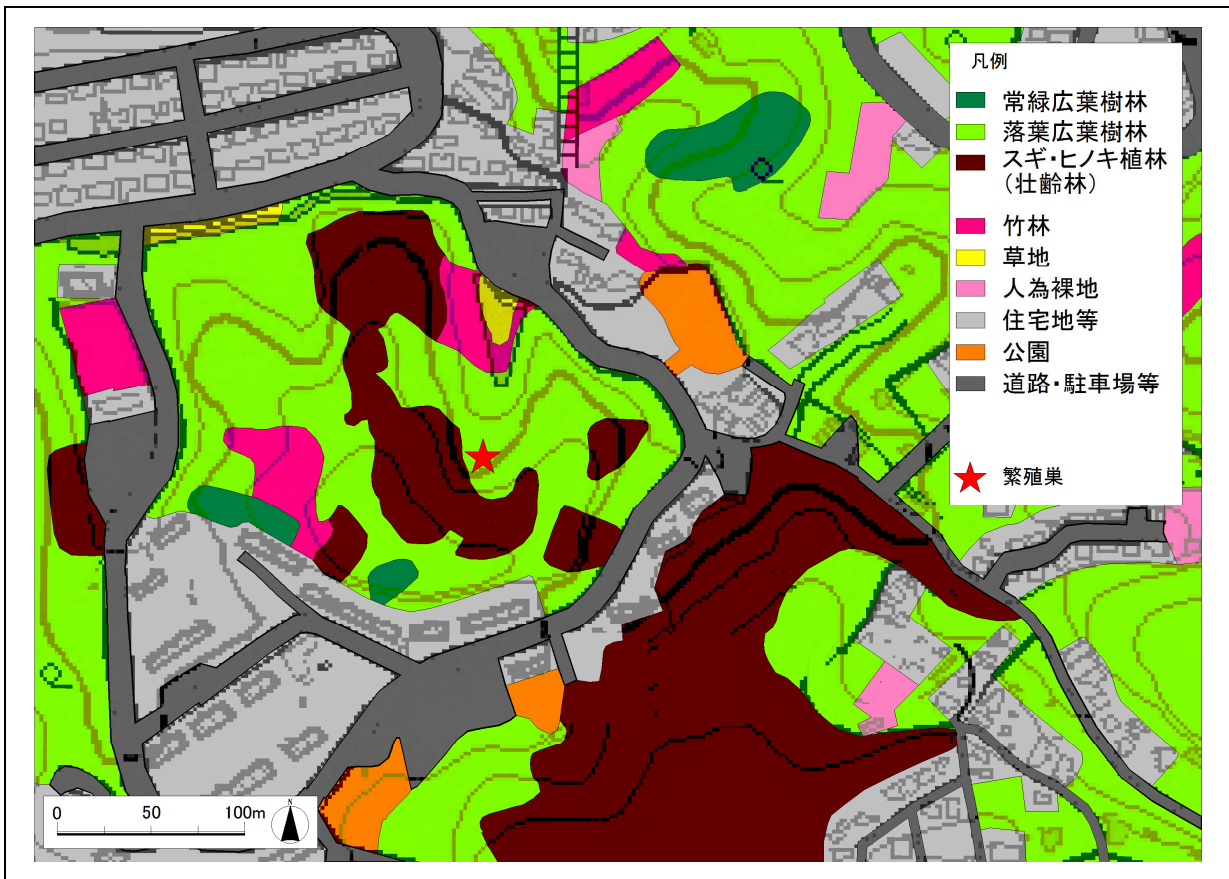 凡例
常緑広葉樹林
落葉広葉樹林
スギ・ヒノキ植林
（壮齢林）
竹林
草地
人為裸地
住宅地等
公園
道路・駐車場等
繁殖巣
0 50 100m
N